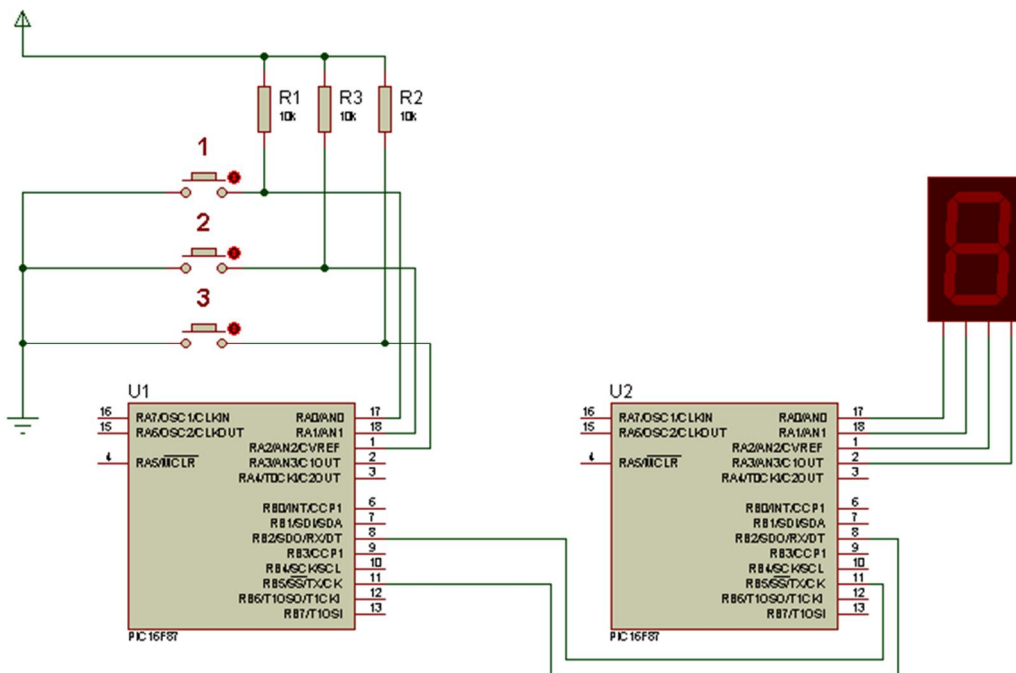 R1 R3 R2
10k 10k 10k
1
2
3
U1
16 RA7/OSC1/CLKIN RA0/AN0 17
15 RA6/OSC2/CLKOUT RA1/AN1 18
RA2/AN2/CVREF 1
4 RA5/MCLR RA3/AN3/C1OUT 2
RA4/T0CKI/C2OUT 3
RB0/INT/CCP1 6
RB1/SDI/SDA 7
RB2/SDO/RX/DT 8
RB3/CCP1 9
RB4/SCK/SCL 10
RB5/SS/TX/CK 11
RB6/T1OSO/T1CKI 12
RB7/T1OSI 13
PIC16F87
U2
16 RA7/OSC1/CLKIN RA0/AN0 17
15 RA6/OSC2/CLKOUT RA1/AN1 18
RA2/AN2/CVREF 1
4 RA5/MCLR RA3/AN3/C1OUT 2
RA4/T0CKI/C2OUT 3
RB0/INT/CCP1 6
RB1/SDI/SDA 7
RB2/SDO/RX/DT 8
RB3/CCP1 9
RB4/SCK/SCL 10
RB5/SS/TX/CK 11
RB6/T1OSO/T1CKI 12
RB7/T1OSI 13
PIC16F87